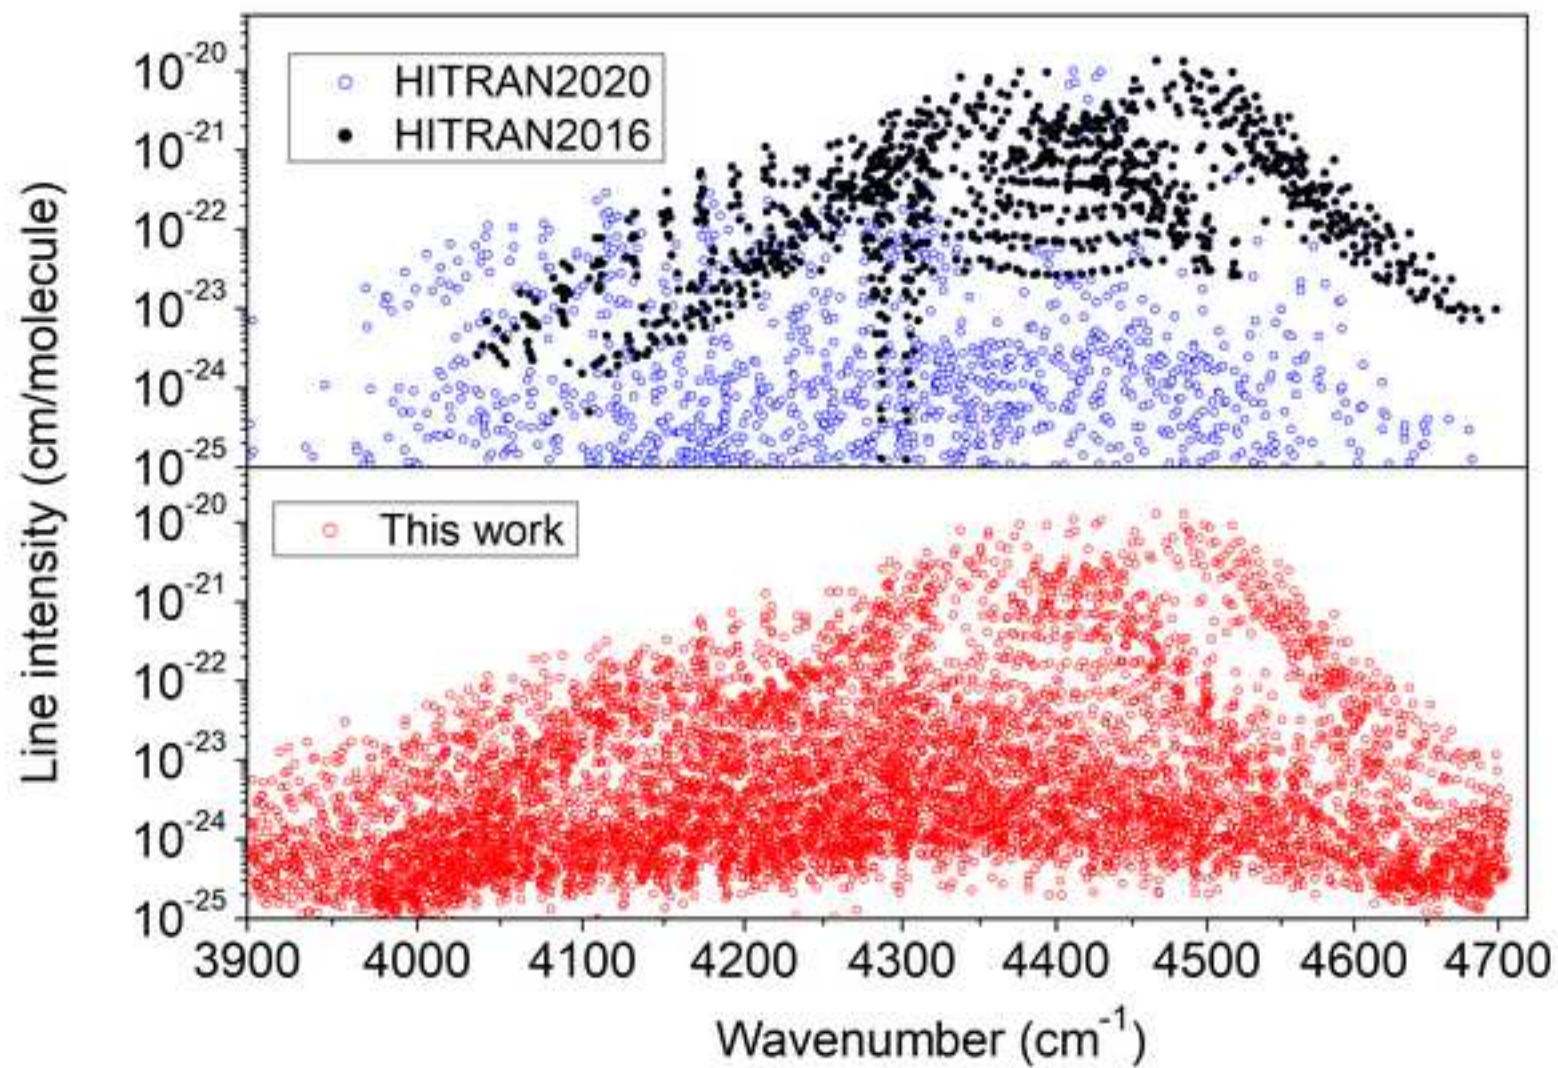 10⁻²⁰
HITRAN2020
HITRAN2016
10⁻²¹
10⁻²²
10⁻²³
10⁻²⁴
10⁻²⁵
Line intensity (cm/molecule)
10⁻²⁰
This work
10⁻²¹
10⁻²²
10⁻²³
10⁻²⁴
10⁻²⁵
3900 4000 4100 4200 4300 4400 4500 4600 4700
Wavenumber (cm⁻¹)